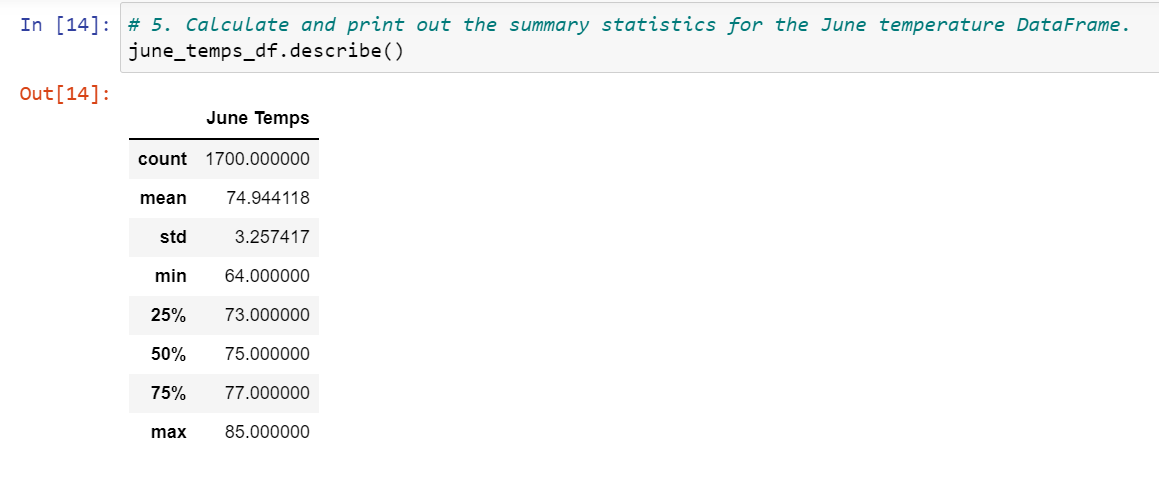 In [14]: # 5. Calculate and print out the summary statistics for the June temperature DataFrame.
june_temps_df.describe()
Out[14]:
June Temps
count 1700.000000
mean 74.944118
std 3.257417
min 64.000000
25% 73.000000
50% 75.000000
75% 77.000000
max 85.000000